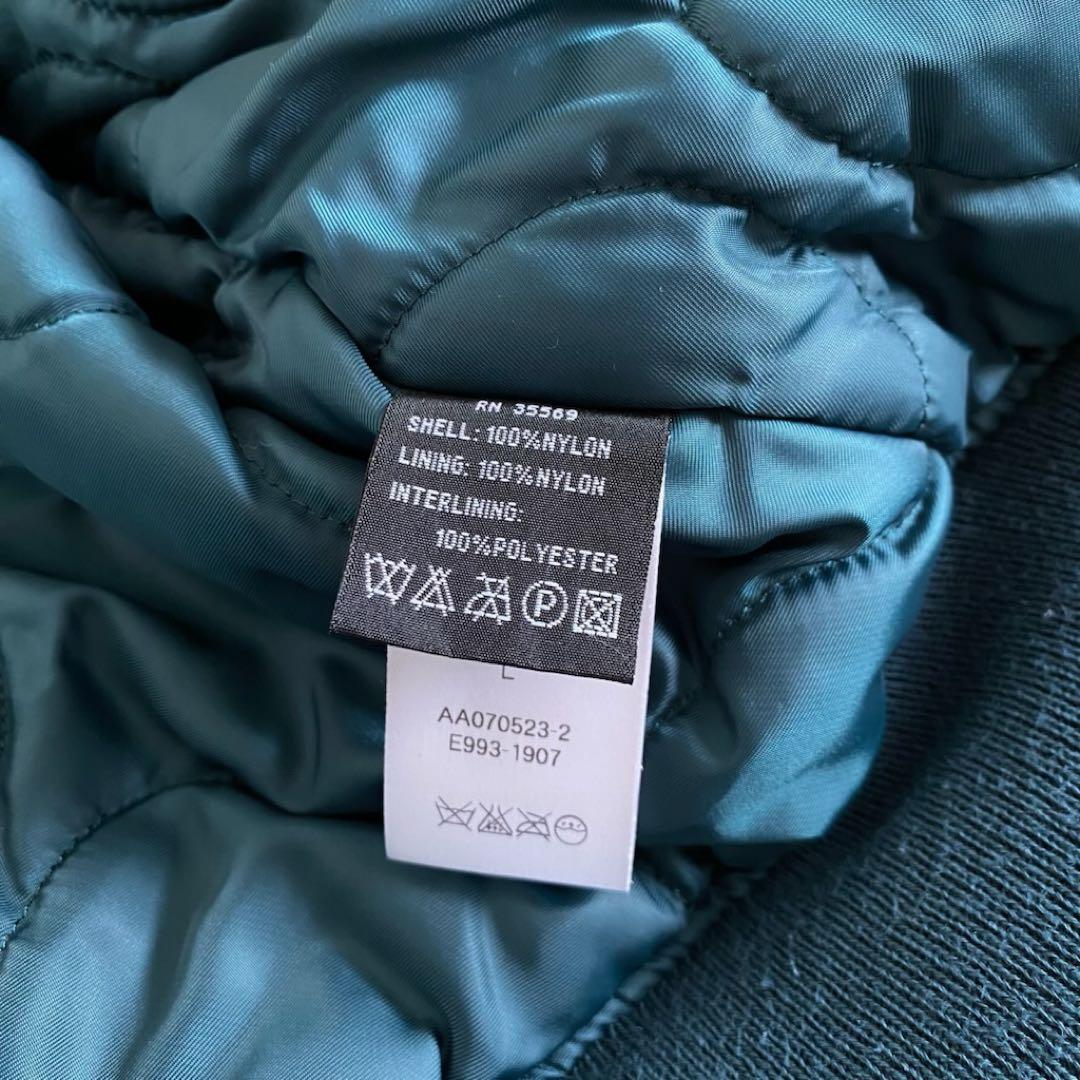 RN 35569
SHELL: 100%NYLON
LINING: 100%NYLON
INTERLINING:
100%POLYESTER
P
L
AA070523-2
E993-1907